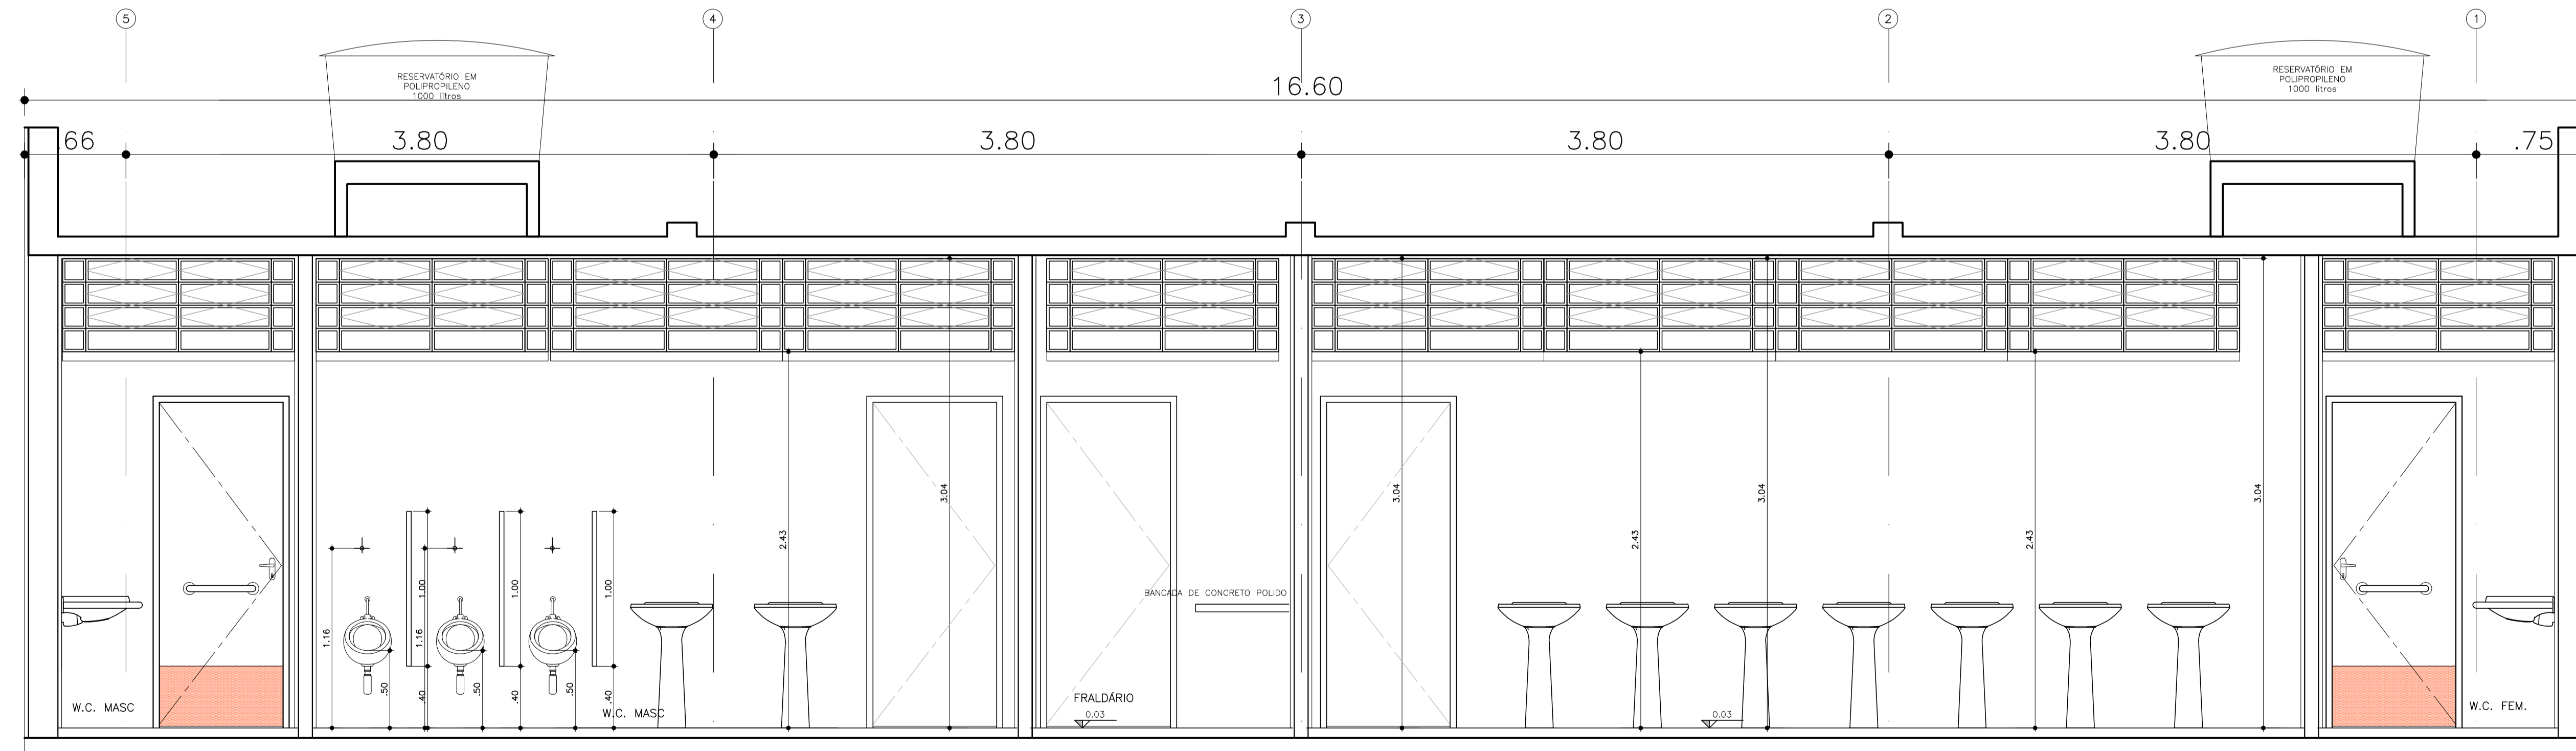 5
4
3
2
1
RESERVATÓRIO EM
POLIPROPILENO
1000 litros
RESERVATÓRIO EM
POLIPROPILENO
1000 litros
16.60
.66
3.80
3.80
3.80
3.80
.75
3.04
3.04
3.04
3.04
2.43
2.43
2.43
1.00
1.00
1.00
1.16
1.16
BANCADA DE CONCRETO POLIDO
.50
.50
.50
.40
.40
.40
W.C. MASC
W.C. MASC
FRALDÁRIO
0.03
0.03
W.C. FEM.